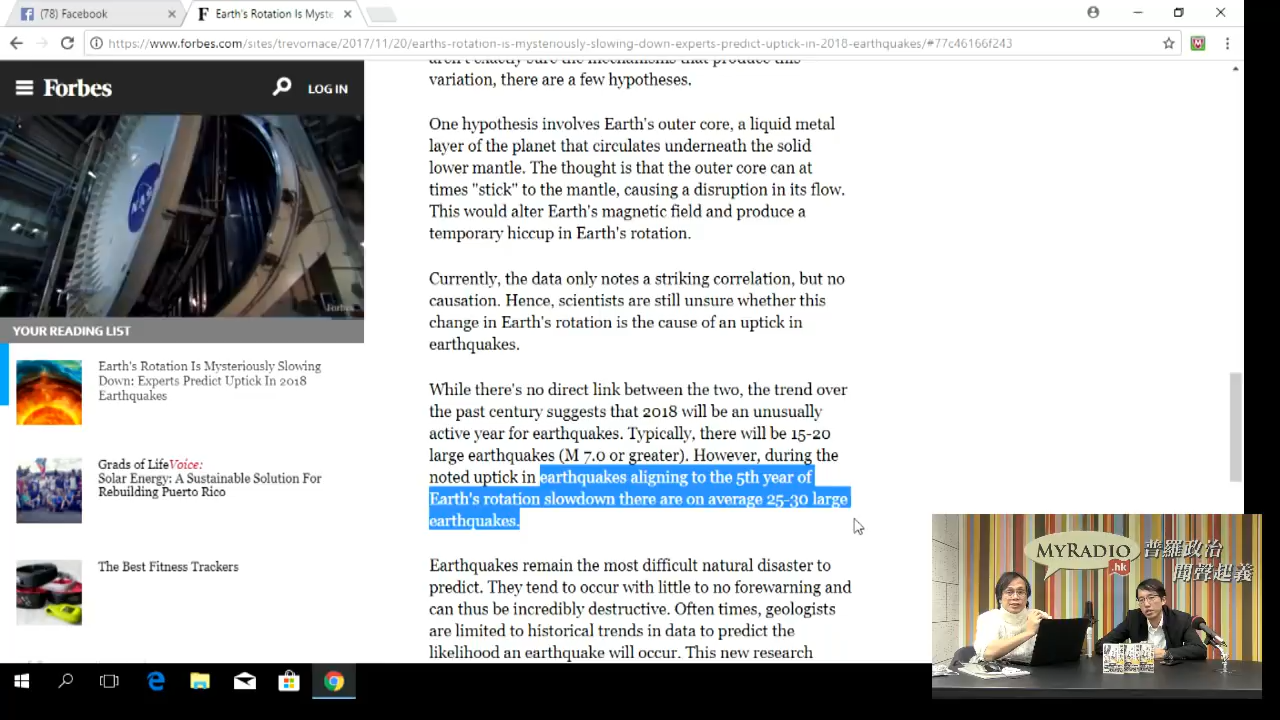 (78) Facebook
Earth's Rotation Is Myste
https://www.forbes.com/sites/trevornace/2017/11/20/earths-rotation-is-mysteriously-slowing-down-experts-predict-uptick-in-2018-earthquakes/#77c46166f243
Forbes
LOG IN
NASA
Forbes
YOUR READING LIST
Earth's Rotation Is Mysteriously Slowing
Down: Experts Predict Uptick In 2018
Earthquakes
Grads of LifeVoice:
Solar Energy: A Sustainable Solution For
Rebuilding Puerto Rico
The Best Fitness Trackers
aren't exactly sure the mechanisms that produce this
variation, there are a few hypotheses.
One hypothesis involves Earth's outer core, a liquid metal
layer of the planet that circulates underneath the solid
lower mantle. The thought is that the outer core can at
times "stick" to the mantle, causing a disruption in its flow.
This would alter Earth's magnetic field and produce a
temporary hiccup in Earth's rotation.
Currently, the data only notes a striking correlation, but no
causation. Hence, scientists are still unsure whether this
change in Earth's rotation is the cause of an uptick in
earthquakes.
While there's no direct link between the two, the trend over
the past century suggests that 2018 will be an unusually
active year for earthquakes. Typically, there will be 15-20
large earthquakes (M 7.0 or greater). However, during the
noted uptick in earthquakes aligning to the 5th year of
Earth's rotation slowdown there are on average 25-30 large
earthquakes.
Earthquakes remain the most difficult natural disaster to
predict. They tend to occur with little to no forewarning and
can thus be incredibly destructive. Often times, geologists
are limited to historical trends in data to predict the
likelihood an earthquake will occur. This new research
MYRADIO
.hk
普羅政治
聞聲起義